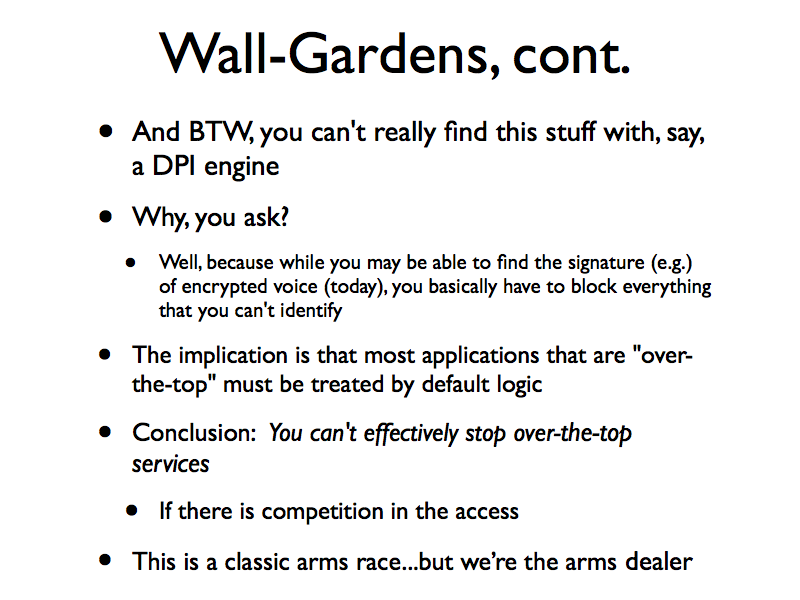 Wall-Gardens, cont.
• And BTW, you can't really find this stuff with, say,
a DPI engine
• Why, you ask?
• Well, because while you may be able to find the signature (e.g.)
of encrypted voice (today), you basically have to block everything
that you can't identify
• The implication is that most applications that are "over-
the-top" must be treated by default logic
• Conclusion:  You can't effectively stop over-the-top
services
• If there is competition in the access
• This is a classic arms race...but we’re the arms dealer